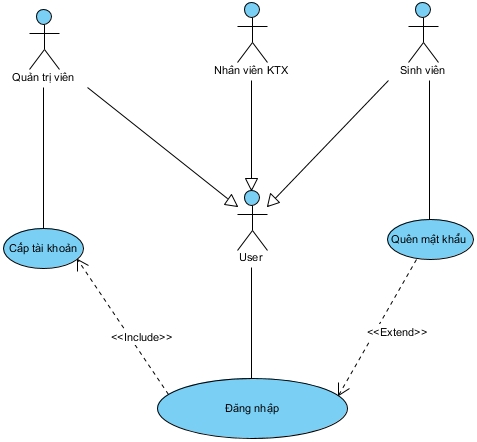 Quản trị viên
Nhân viên KTX
Sinh viên
User
Cấp tài khoản
Quên mật khẩu
<<Include>>
<<Extend>>
Đăng nhập